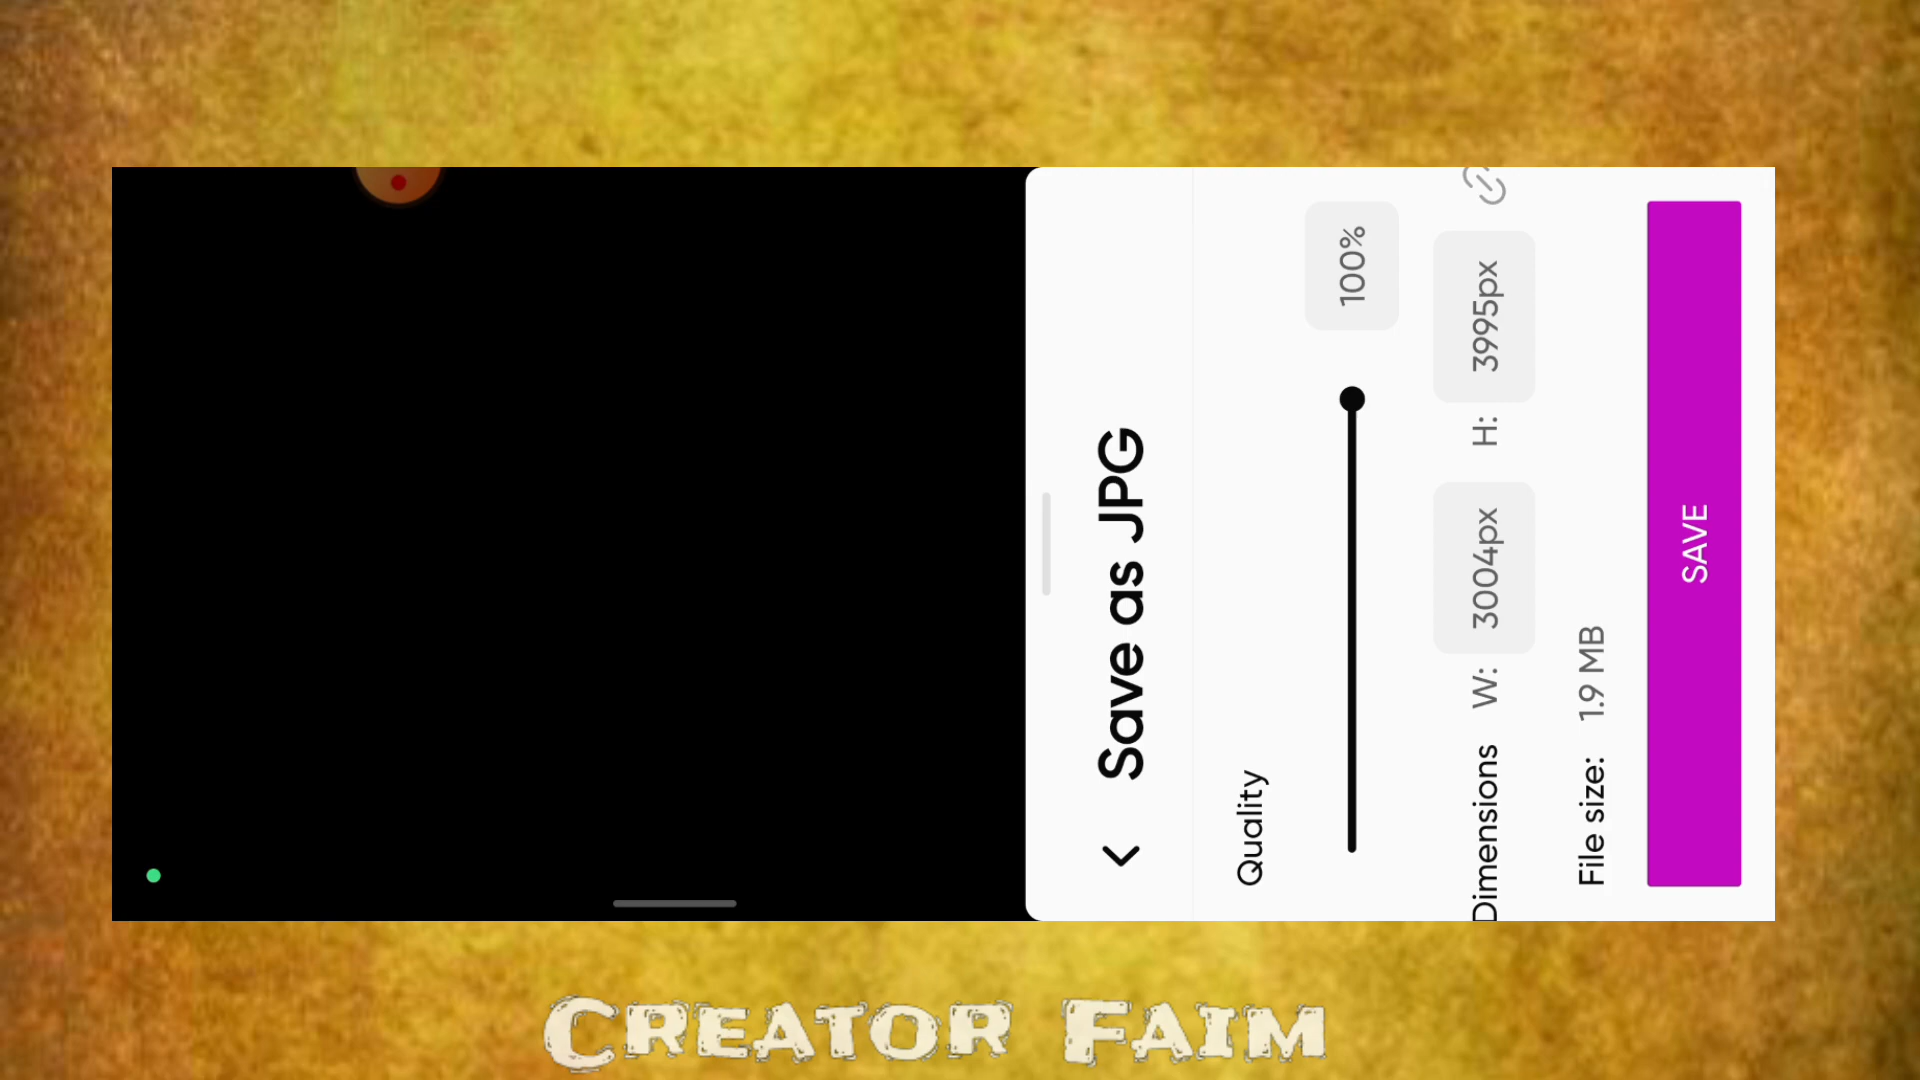 Save as JPG
Quality
100%
Dimensions W: 3004px H: 3995px
File size: 1.9 MB
SAVE
CREATOR FAIM